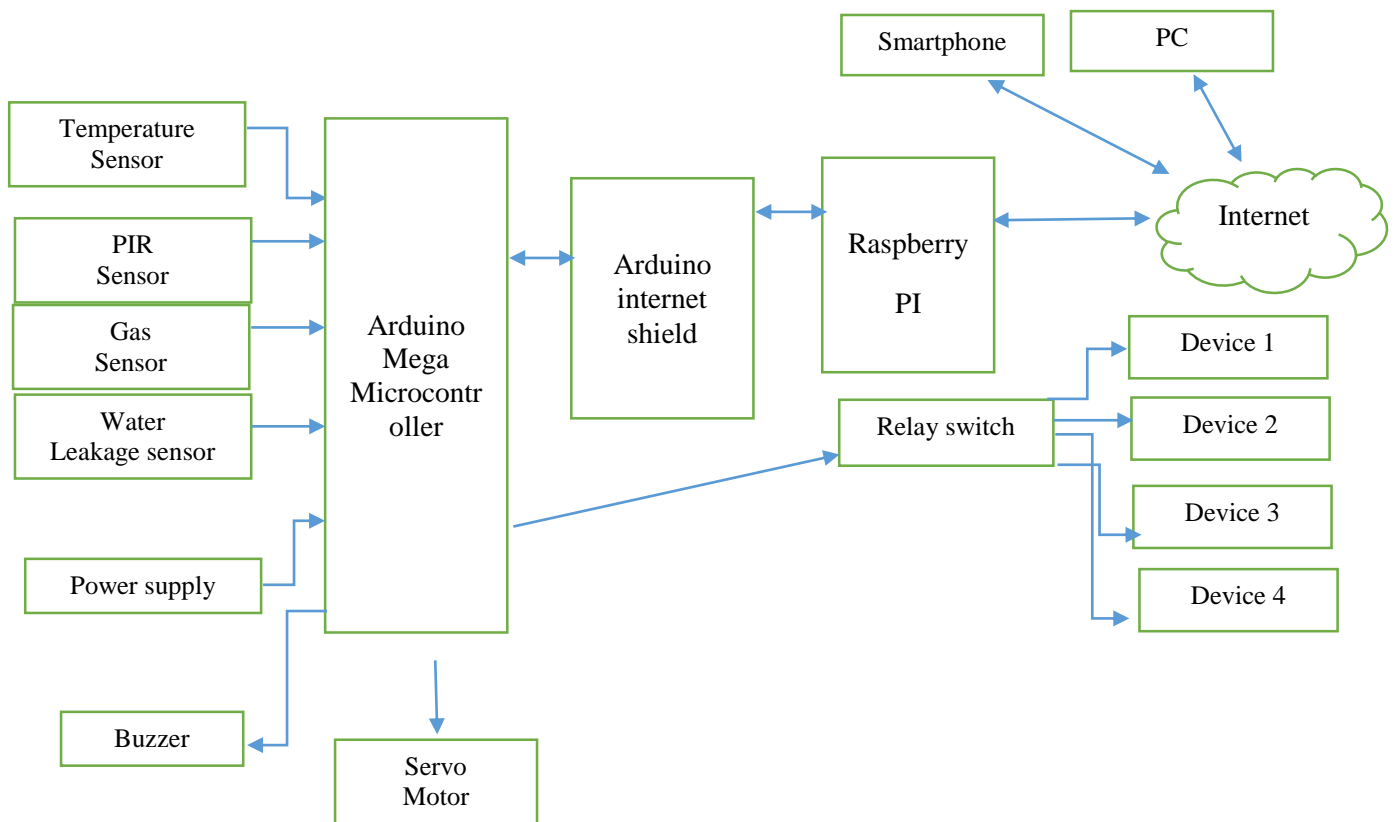 Smartphone
PC
Temperature
Sensor
PIR
Sensor
Gas
Sensor
Water
Leakage sensor
Power supply
Buzzer
Arduino
Mega
Microcontr
oller
Servo
Motor
Arduino
internet
shield
Raspberry
PI
Internet
Relay switch
Device 1
Device 2
Device 3
Device 4